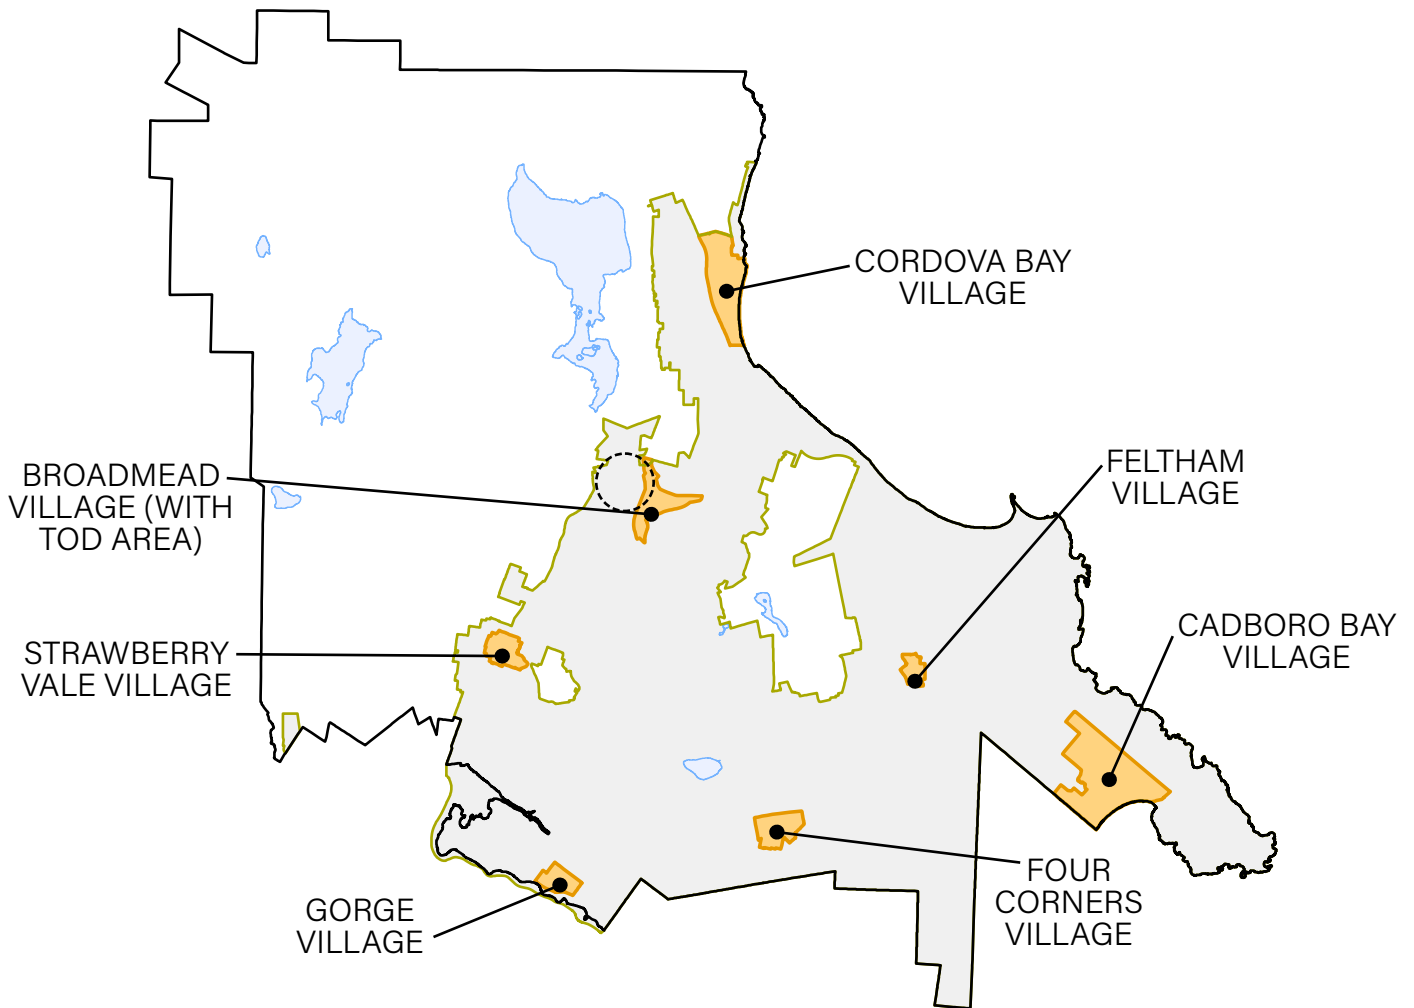 CORDOVA BAY
VILLAGE
BROADMEAD
VILLAGE (WITH
TOD AREA)
FELTHAM
VILLAGE
STRAWBERRY
VALE VILLAGE
CADBORO BAY
VILLAGE
FOUR
CORNERS
VILLAGE
GORGE
VILLAGE